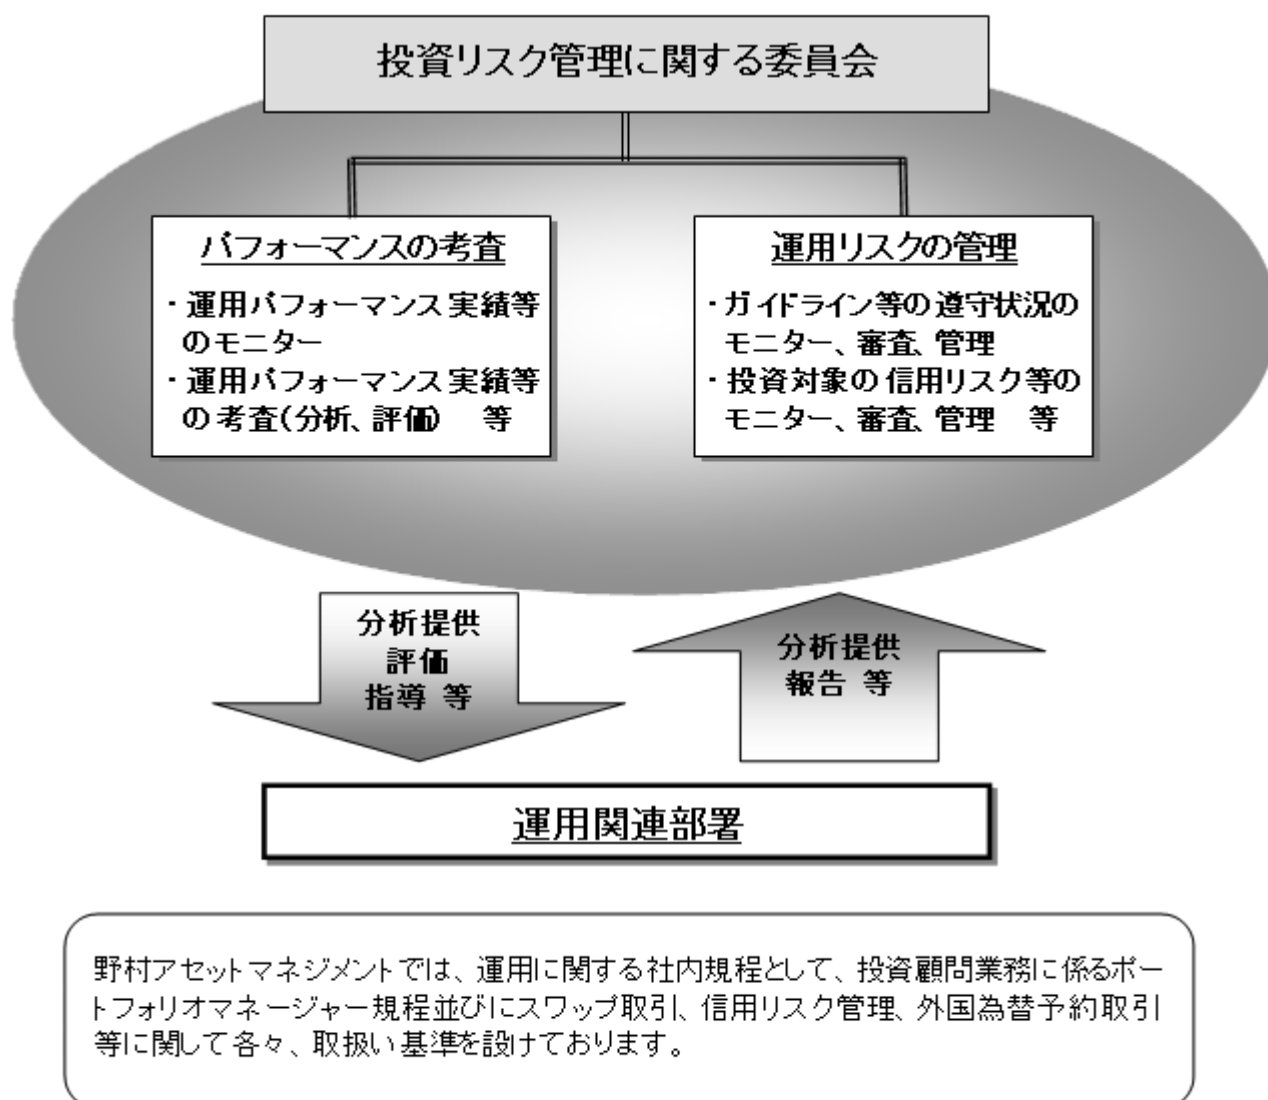 投資リスク管理に関する委員会
パフォーマンスの考査
・運用パフォーマンス実績等
のモニター
・運用パフォーマンス実績等
の考査(分析、評価) 等
運用リスクの管理
・ガイドライン等の遵守状況の
モニター、審査、管理
・投資対象の信用リスク等の
モニター、審査、管理 等
分析提供
評価
指導 等
分析提供
報告 等
運用関連部署
野村アセットマネジメントでは、運用に関する社内規程として、投資顧問業務に係るポー
トフォリオマネージャー規程並びにスワップ取引、信用リスク管理、外国為替予約取引
等に関して各々、取扱い基準を設けております。